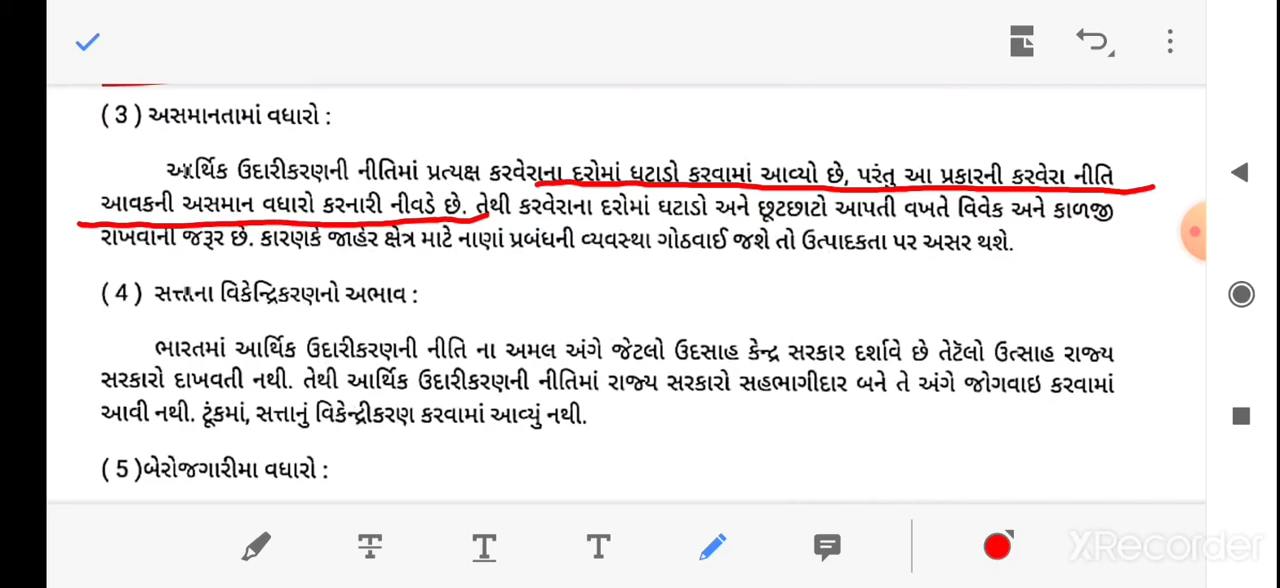 (3) અસમાનતામાં વધારો :
આર્થિક ઉદારીકરણની નીતિમાં પ્રત્યક્ષ કરવેરાના દરોમાં ઘટાડો કરવામાં આવ્યો છે, પરંતુ આ પ્રકારની કરવેરા નીતિ
આવકની અસમાન વધારો કરનારી નીવડે છે. તેથી કરવેરાના દરોમાં ઘટાડો અને છૂટછાટો આપતી વખતે વિવેક અને કાળજી
રાખવાની જરૂર છે. કારણકે જાહેર ક્ષેત્ર માટે નાણાં પ્રબંધની વ્યવસ્થા ગોઠવાઈ જશે તો ઉત્પાદકતા પર અસર થશે.
(4) સત્તાના વિકેન્દ્રિકરણનો અભાવ :
ભારતમાં આર્થિક ઉદારીકરણની નીતિ ના અમલ અંગે જેટલો ઉદસાહ કેન્દ્ર સરકાર દર્શાવે છે તેટૅલો ઉત્સાહ રાજ્ય
સરકારો દાખવતી નથી. તેથી આર્થિક ઉદારીકરણની નીતિમાં રાજ્ય સરકારો સહભાગીદાર બને તે અંગે જોગવાઇ કરવામાં
આવી નથી. ટૂંકમાં, સત્તાનું વિકેન્દ્રીકરણ કરવામાં આવ્યું નથી.
(5) બેરોજગારીમા વધારો :
T T T
XRecorder